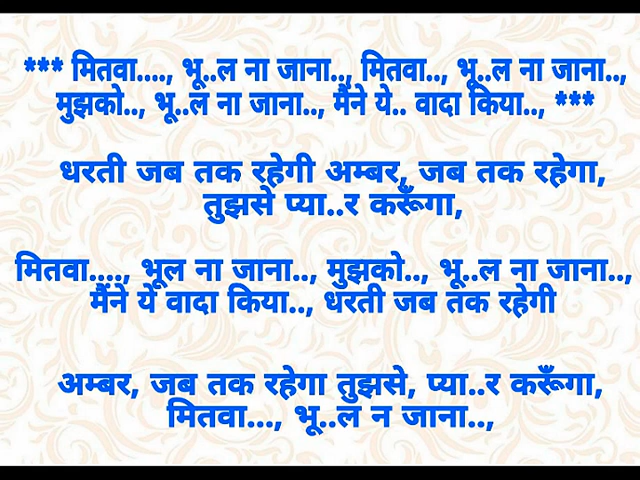 *** मितवा...., भू..ल ना जाना.., मितवा.., भू..ल ना जाना..,
मुझको.., भू..ल ना जाना.., मैंने ये.. वादा किया.., ***
धरती जब तक रहेगी अम्बर, जब तक रहेगा,
तुझसे प्या..र करूँगा,
मितवा...., भूल ना जाना.., मुझको.., भू..ल ना जाना..,
मैंने ये वादा किया.., धरती जब तक रहेगी
अम्बर, जब तक रहेगा तुझसे, प्या..र करूँगा,
मितवा..., भू..ल न जाना..,